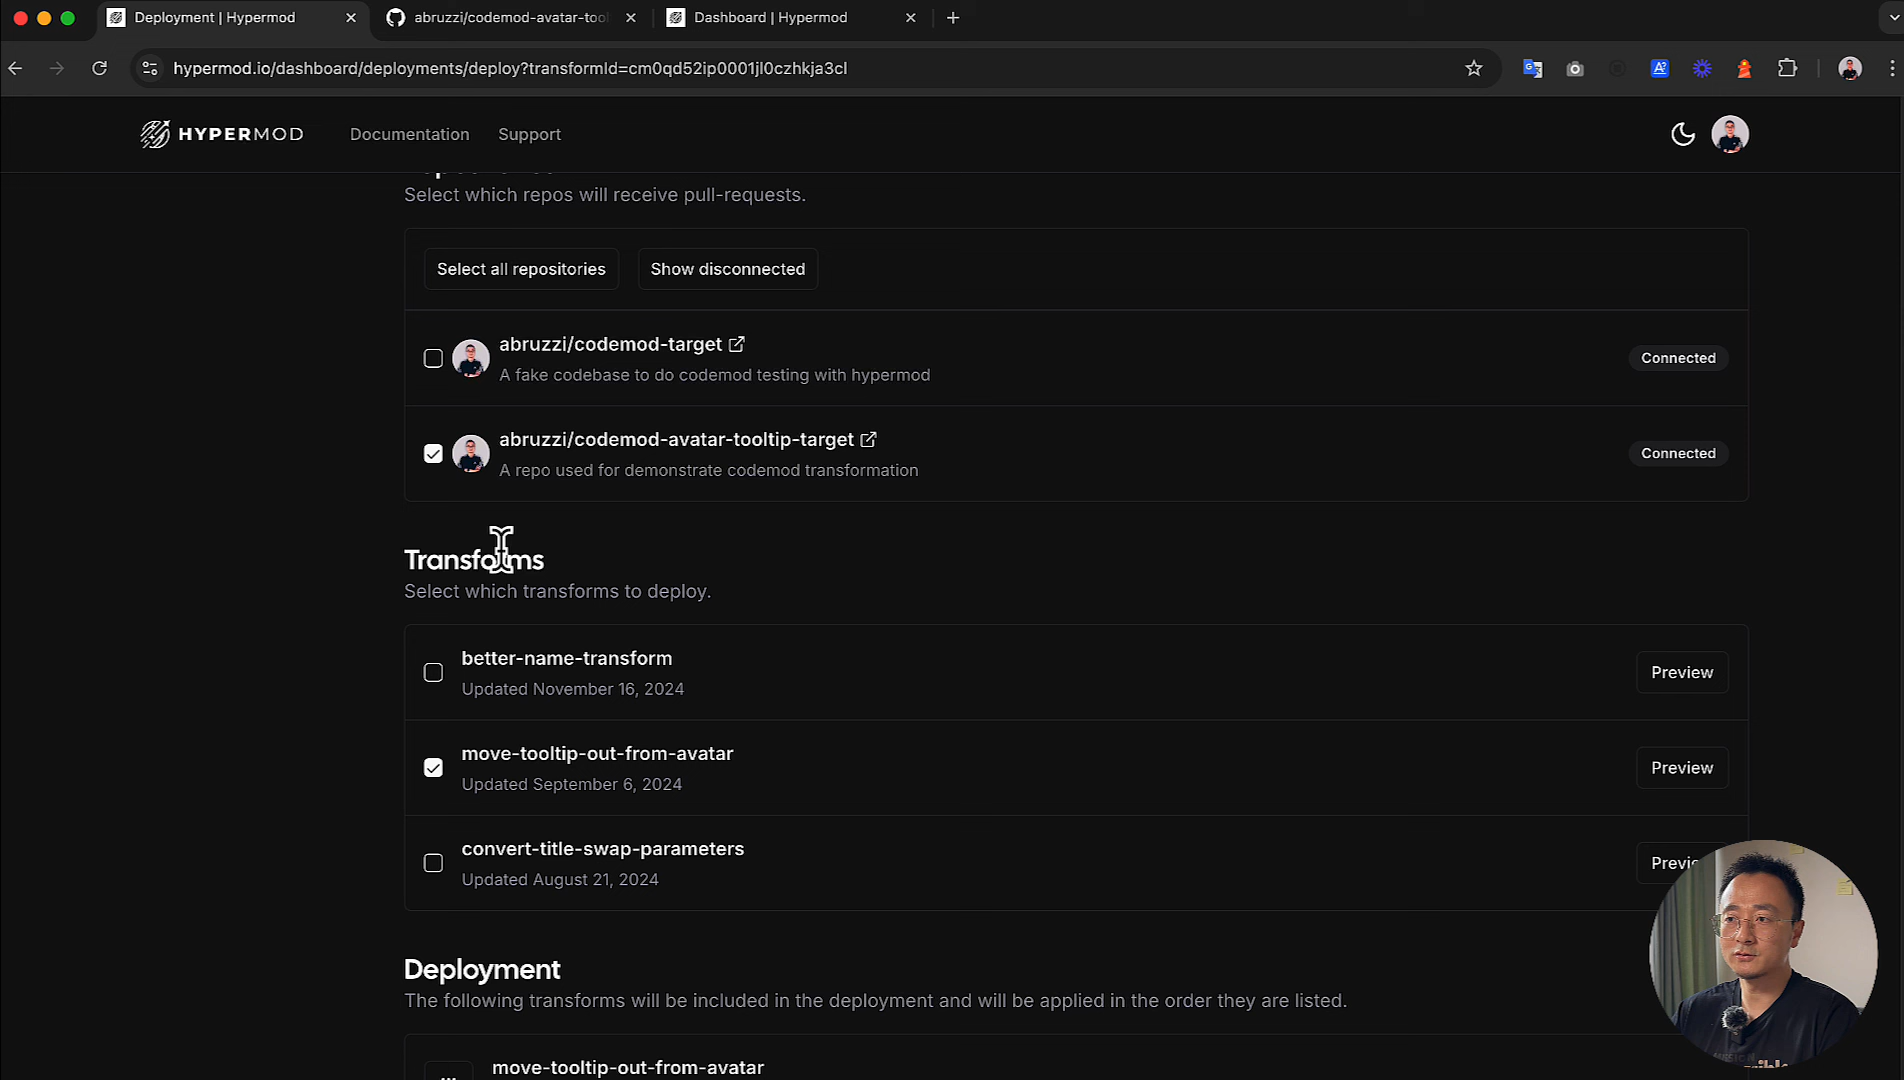 Deployment | Hypermod
abruzzi/codemod-avatar-tool
Dashboard | Hypermod
hypermod.io/dashboard/deployments/deploy?transformId=cm0qd52ip0001jl0czhkja3cl
HYPERMOD
Documentation
Support
Select which repos will receive pull-requests.
Select all repositories
Show disconnected
abruzzi/codemod-target
A fake codebase to do codemod testing with hypermod
Connected
abruzzi/codemod-avatar-tooltip-target
A repo used for demonstrate codemod transformation
Connected
Transforms
Select which transforms to deploy.
better-name-transform
Updated November 16, 2024
Preview
move-tooltip-out-from-avatar
Updated September 6, 2024
Preview
convert-title-swap-parameters
Updated August 21, 2024
Previ
Deployment
The following transforms will be included in the deployment and will be applied in the order they are listed.
move-tooltip-out-from-avatar